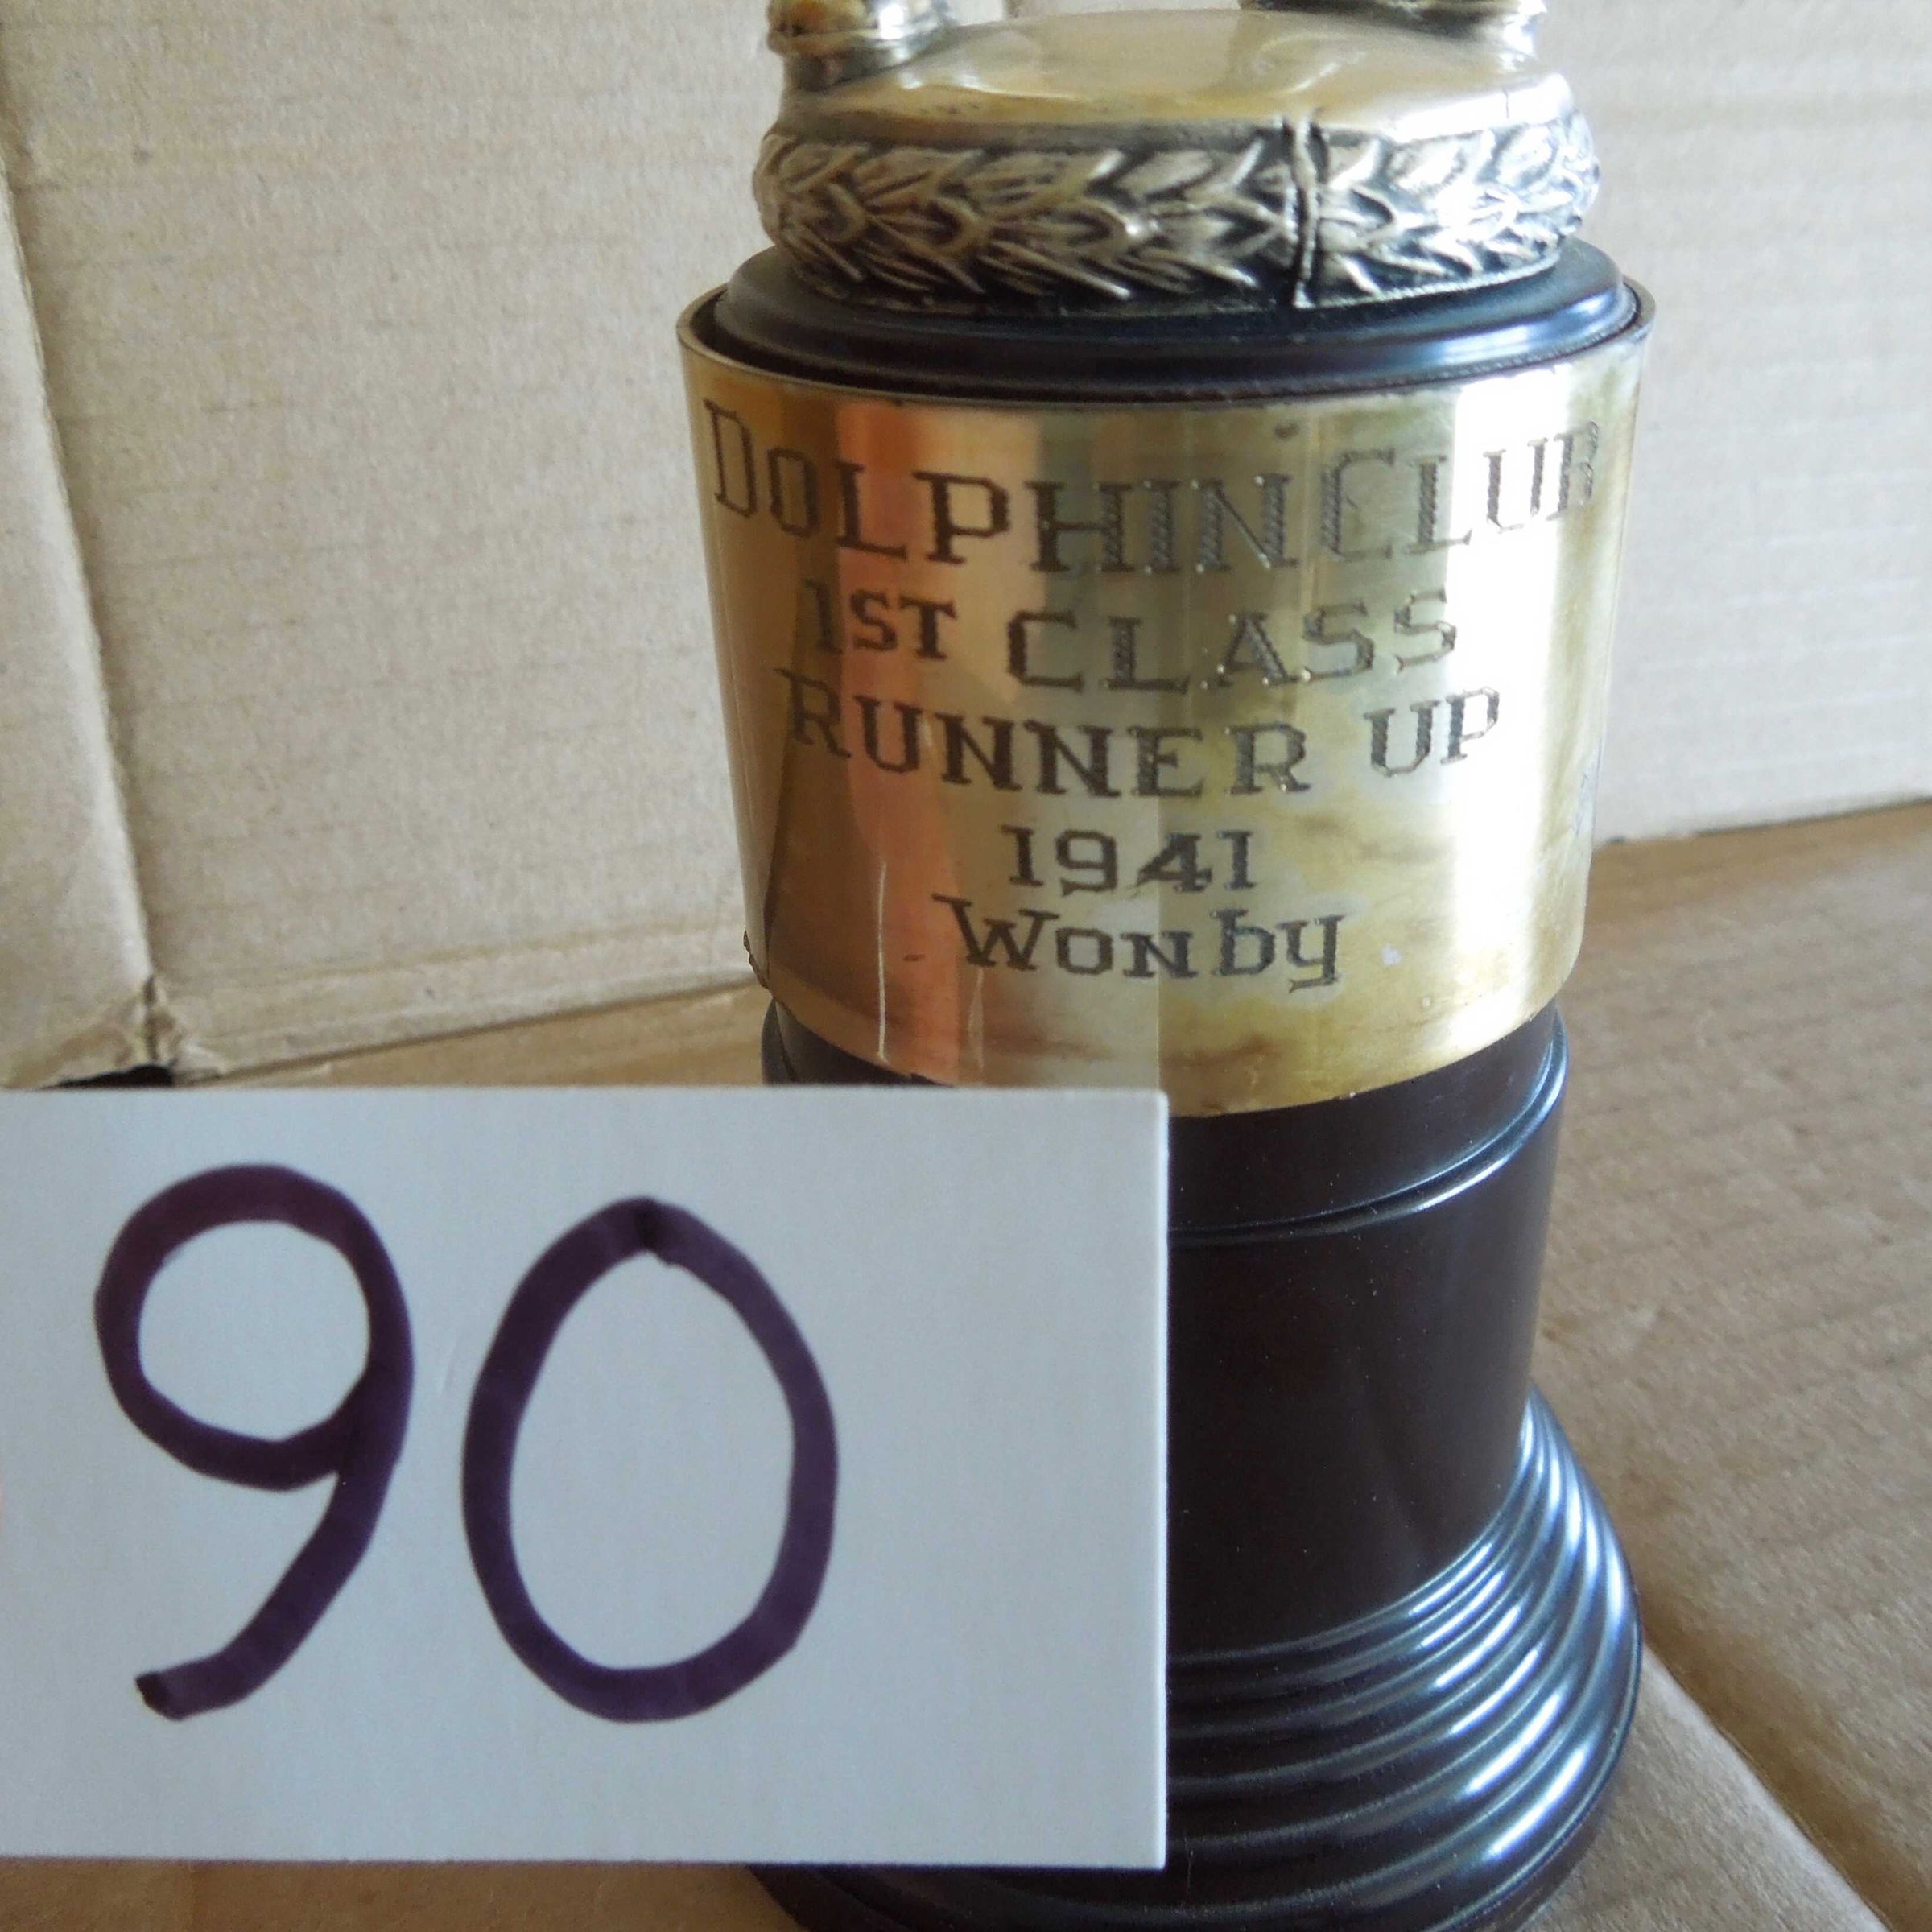 DOLPHIN CLUB
1ST CLASS
RUNNER UP
1941
Won by
90